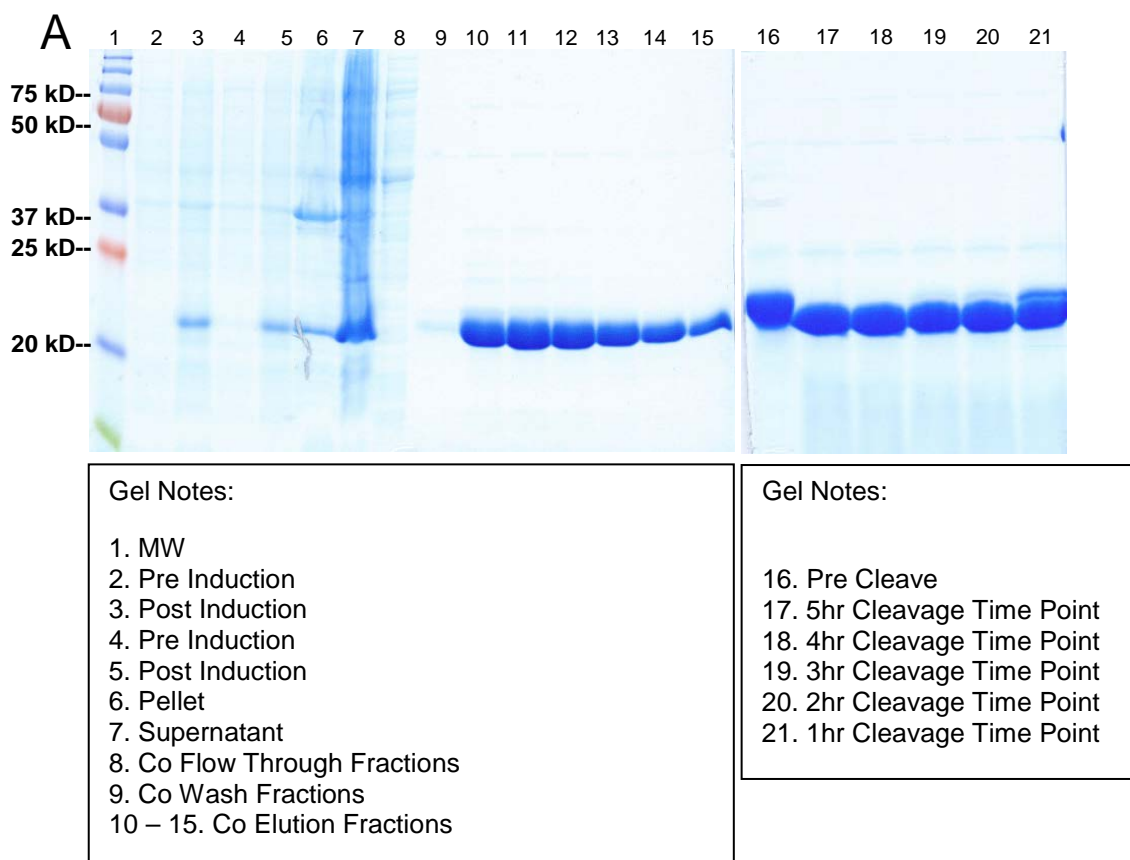 A
1 2 3 4 5 6 7 8 9 10 11 12 13 14 15 16 17 18 19 20 21
75 kD--
50 kD--
37 kD--
25 kD--
20 kD--
Gel Notes:
1. MW
2. Pre Induction
3. Post Induction
4. Pre Induction
5. Post Induction
6. Pellet
7. Supernatant
8. Co Flow Through Fractions
9. Co Wash Fractions
10 – 15. Co Elution Fractions
Gel Notes:
16. Pre Cleave
17. 5hr Cleavage Time Point
18. 4hr Cleavage Time Point
19. 3hr Cleavage Time Point
20. 2hr Cleavage Time Point
21. 1hr Cleavage Time Point